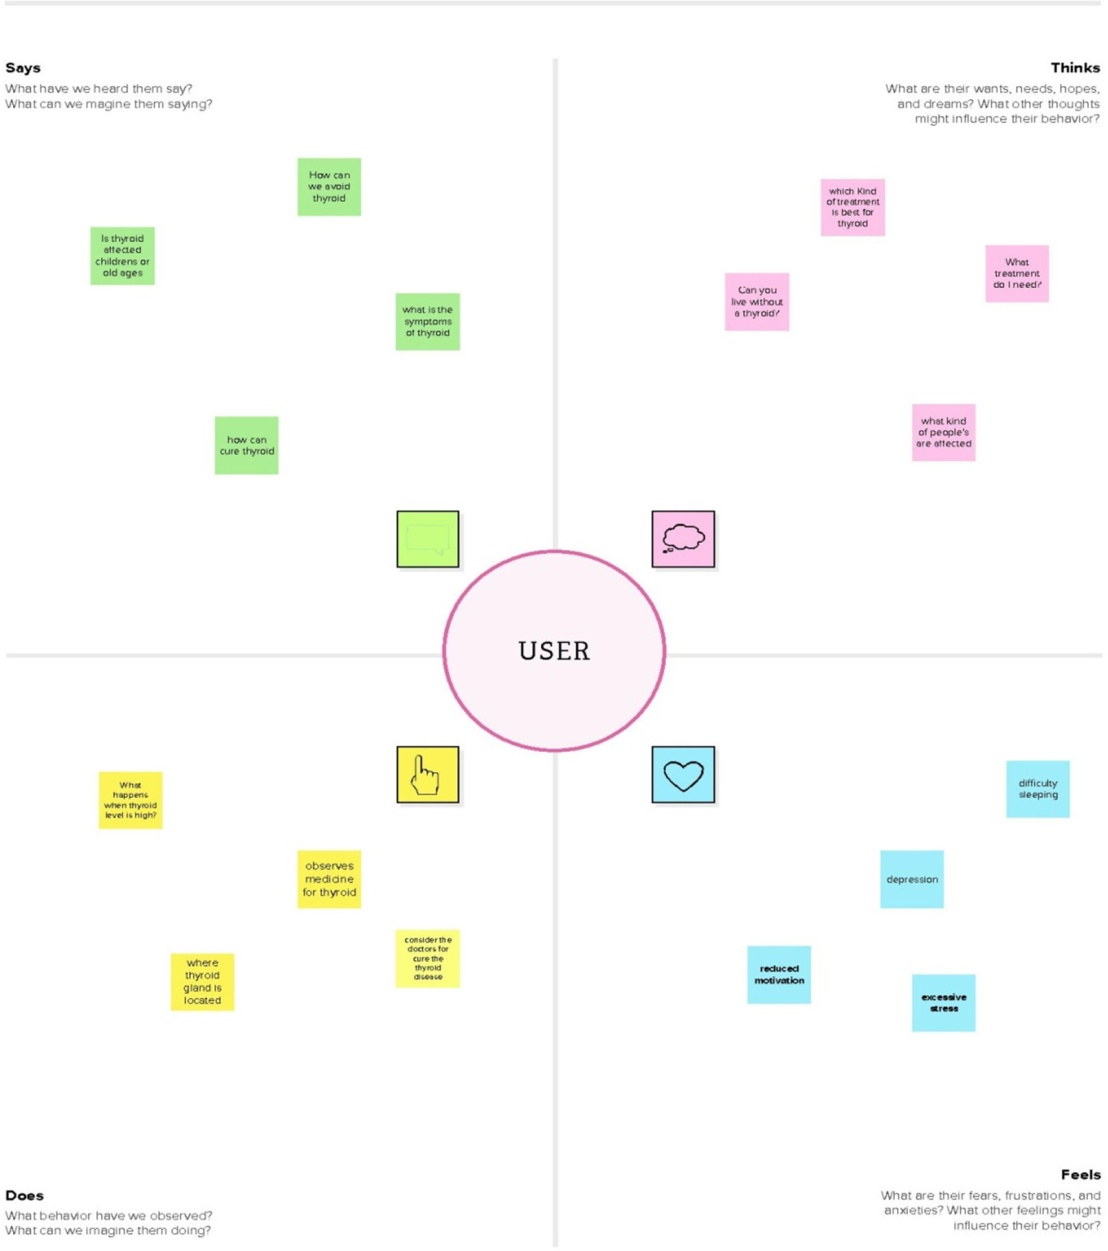 Says
What have we heard them say?
What can we magine them saying?
How can
we avoid
thyroid
Is thyroid
affected
childrens or
old ages
what is the
symptoms
of thyroid
how can
cure thyroid
Thinks
What are their wants, needs, hopes,
and dreams? What other thoughts
might influence their behavior?
which Kind
of treatment
is best for
thyroid
What
treatment
do I need?
Can you
live without
a thyroid?
what kind
of people's
are affected
USER
What
happens
when thyroid
level is high?
observes
medicine
for thyroid
consider the
doctors for
cure the
thyroid
disease
where
thyroid
gland is
located
Does
What behavior have we observed?
What can we imagine them doing?
difficulty
sleeping
depression
reduced
motivation
excessive
stress
Feels
What are their fears, frustrations, and
anxieties? What other feelings might
influence their behavior?